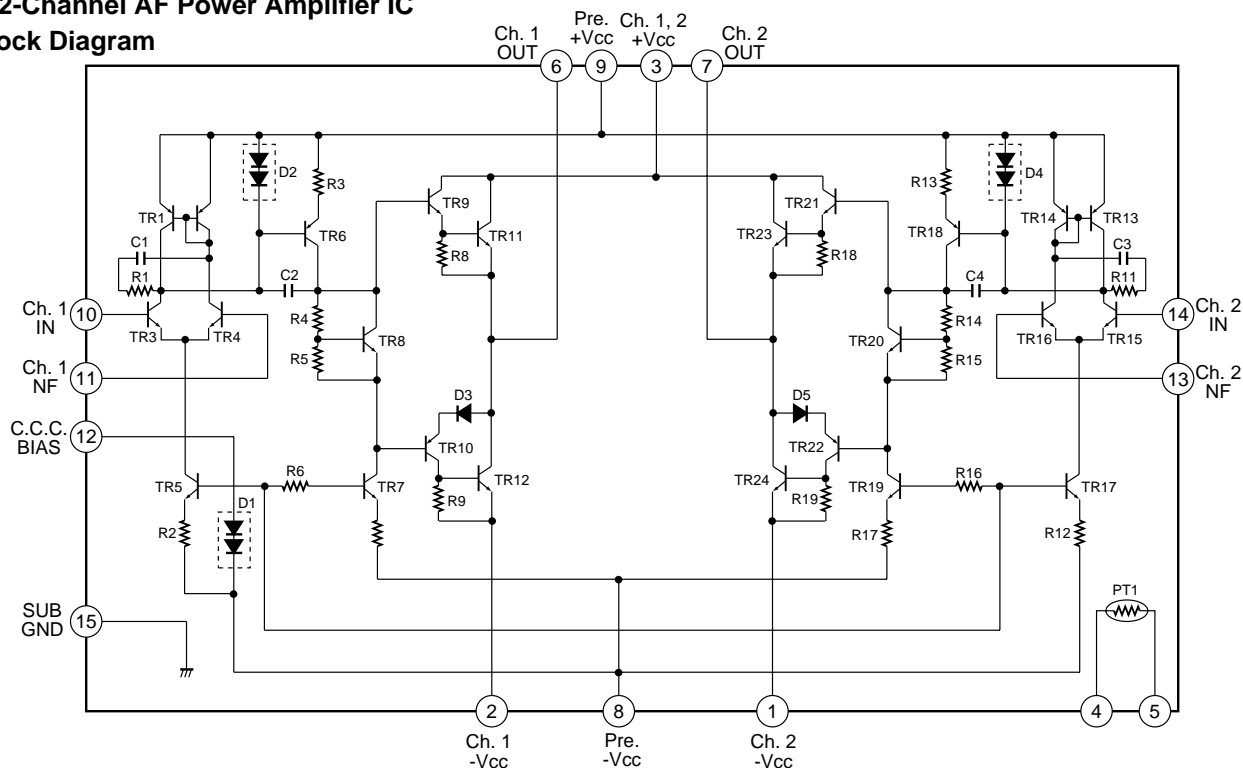 2-Channel AF Power Amplifier IC
ock Diagram
Ch. 1
OUT
Pre.
+Vcc
Ch. 1, 2
+Vcc
Ch. 2
OUT
6
9
3
7
D2
R3
R13
D4
TR1
TR6
TR9
TR11
TR21
TR23
TR18
TR14
TR13
C1
R1
C2
R8
R18
C4
C3
R11
Ch. 1
IN
10
TR3
TR4
R4
R5
TR8
TR20
R14
R15
TR16
TR15
14
Ch. 2
IN
Ch. 1
NF
11
13
Ch. 2
NF
C.C.C.
BIAS
12
D3
D5
TR10
TR22
TR5
R6
TR7
TR12
R9
TR24
R19
TR19
R16
TR17
R2
D1
R17
R12
SUB
GND
15
PT1
2
8
1
4
5
Ch. 1
-Vcc
Pre.
-Vcc
Ch. 2
-Vcc